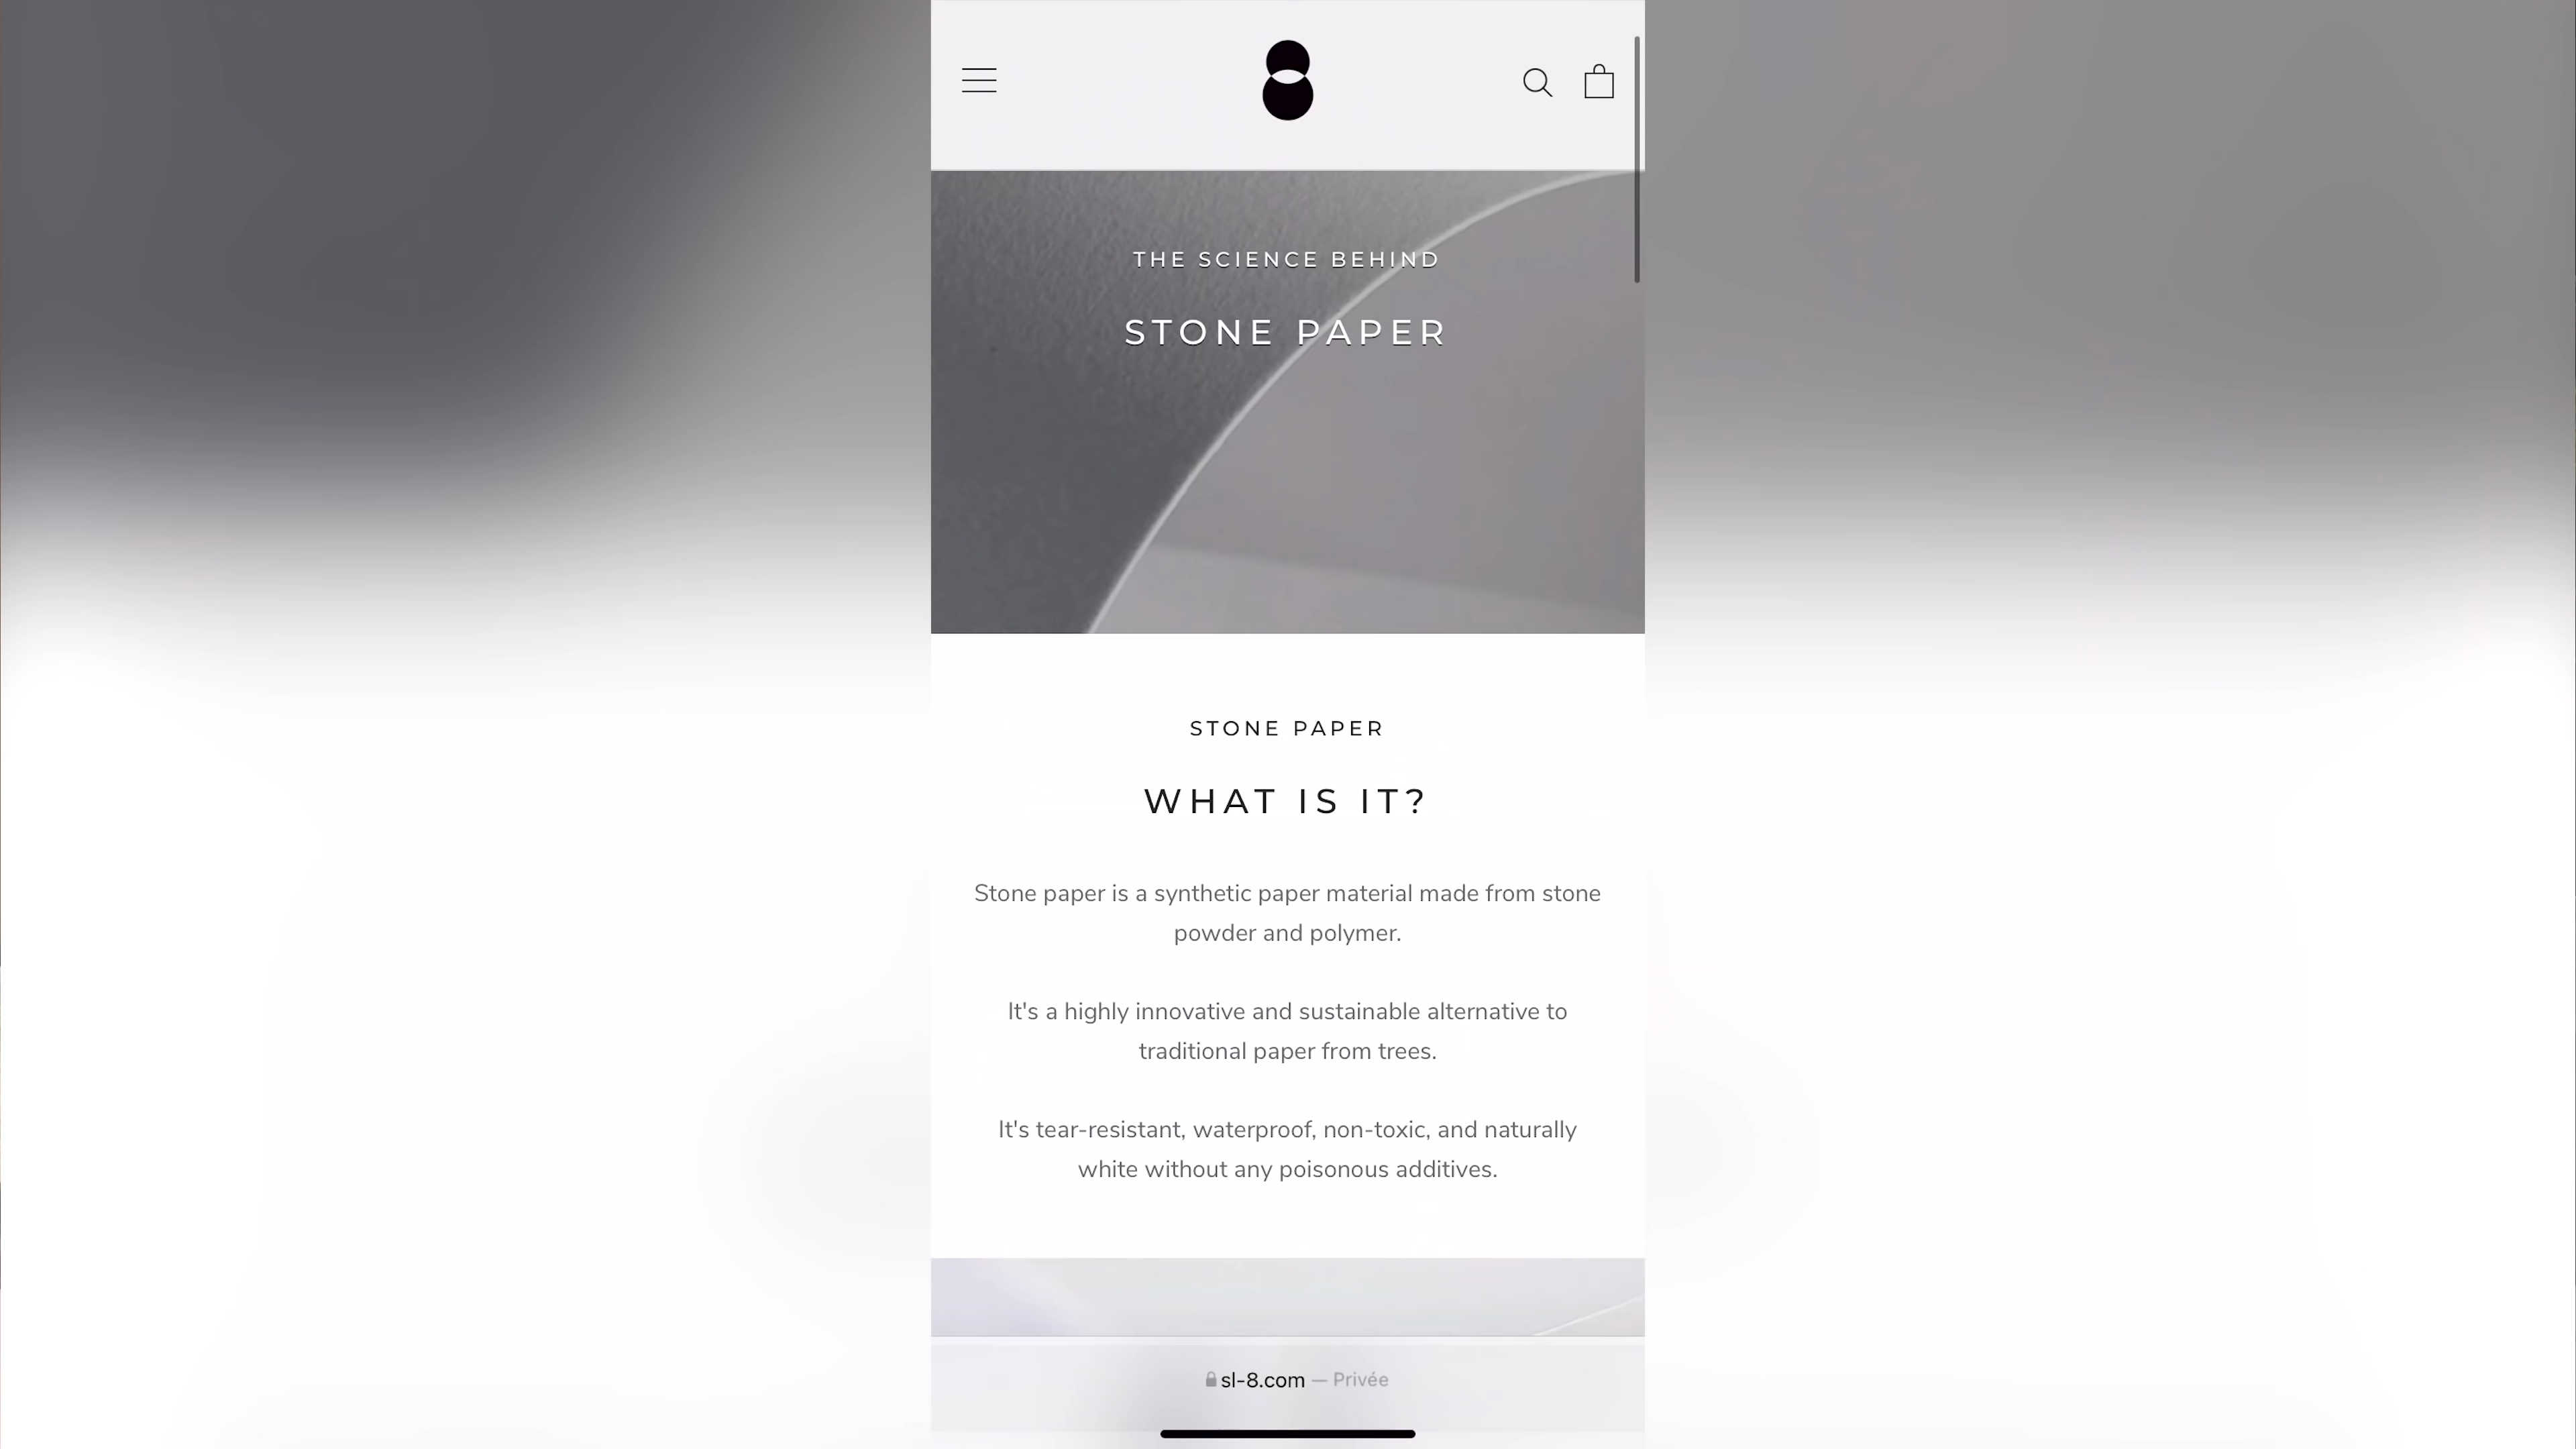 THE SCIENCE BEHIND
STONE PAPER
STONE PAPER
WHAT IS IT?
Stone paper is a synthetic paper material made from stone
powder and polymer.
It's a highly innovative and sustainable alternative to
traditional paper from trees.
It's tear-resistant, waterproof, non-toxic, and naturally
white without any poisonous additives.
sl-8.com — Privée